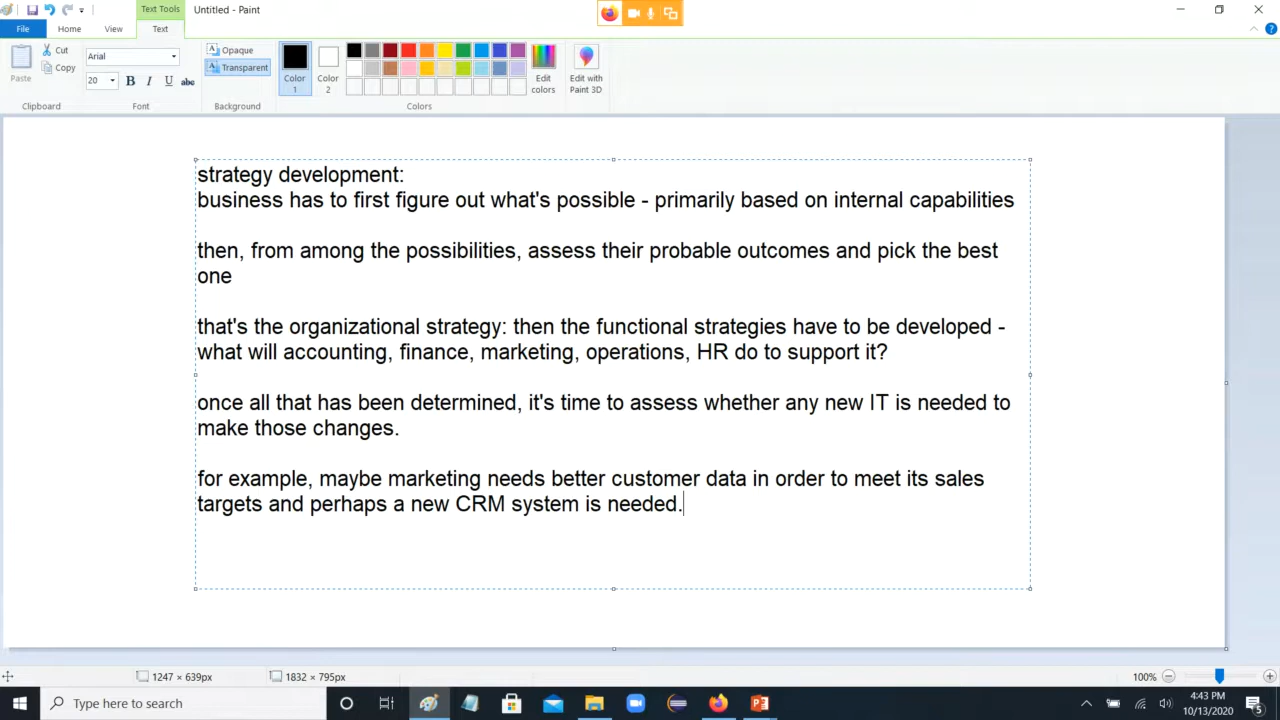 Text Tools
Untitled - Paint
File
Home
View
Text
Paste
Cut
Copy
Clipboard
Arial
20
B I U abc
Font
Opaque
Transparent
Background
Color 1
Color 2
Edit colors
Colors
Edit with Paint 3D
strategy development:
business has to first figure out what's possible - primarily based on internal capabilities
then, from among the possibilities, assess their probable outcomes and pick the best
one
that's the organizational strategy: then the functional strategies have to be developed -
what will accounting, finance, marketing, operations, HR do to support it?
once all that has been determined, it's time to assess whether any new IT is needed to
make those changes.
for example, maybe marketing needs better customer data in order to meet its sales
targets and perhaps a new CRM system is needed.
1247 × 639px
1832 × 795px
100%
Type here to search
4:43 PM
10/13/2020
5